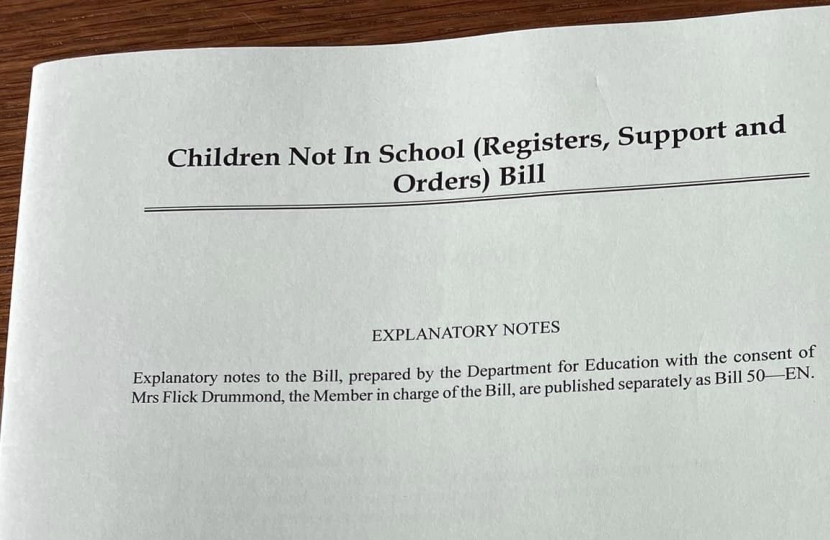 Children Not In School (Registers, Support and
Orders) Bill
EXPLANATORY NOTES
Explanatory notes to the Bill, prepared by the Department for Education with the consent of
Mrs Flick Drummond, the Member in charge of the Bill, are published separately as Bill 50—EN.